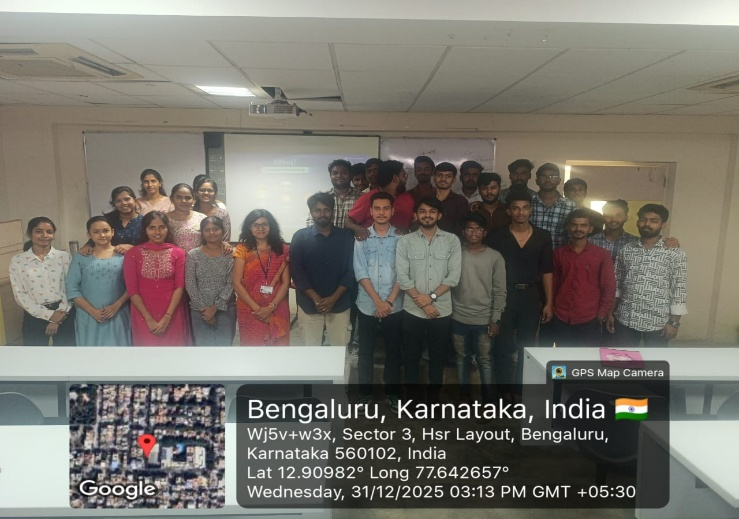 GPS Map Camera
Bengaluru, Karnataka, India
Wj5v+w3x, Sector 3, Hsr Layout, Bengaluru,
Karnataka 560102, India
Lat 12.90982° Long 77.642657°
Wednesday, 31/12/2025 03:13 PM GMT +05:30
Google